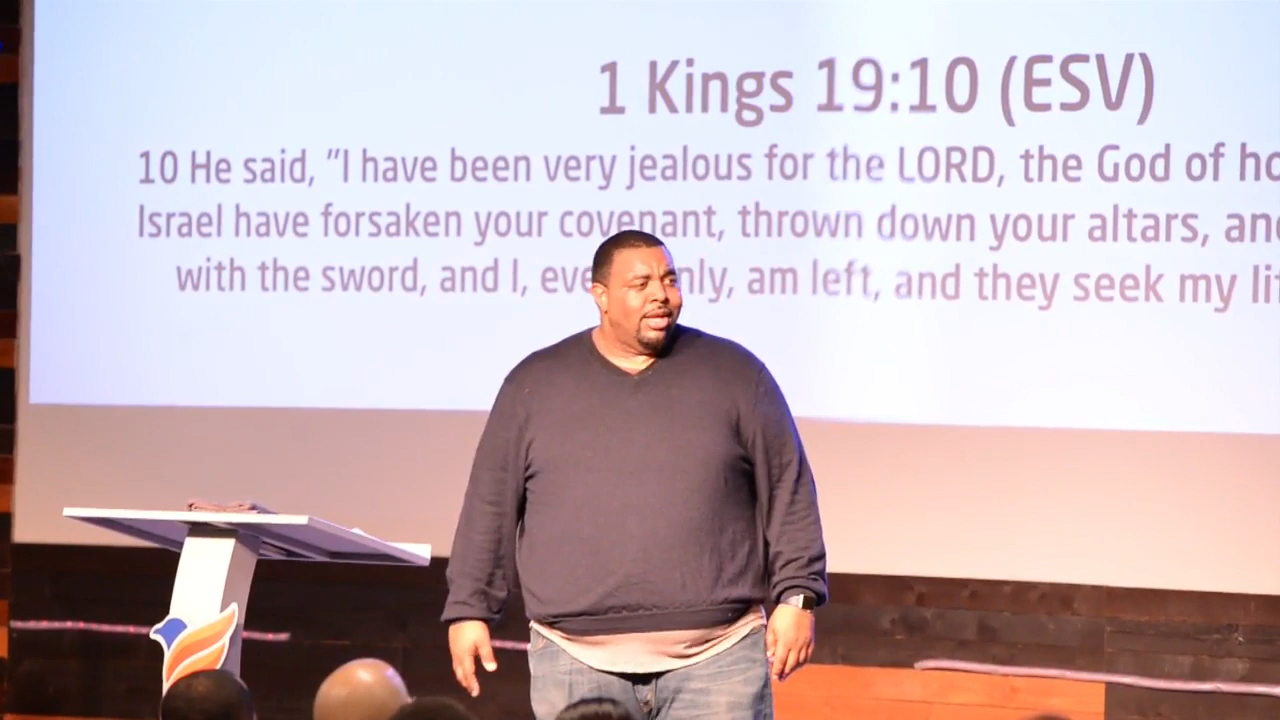 1 Kings 19:10 (ESV)
10 He said, "I have been very jealous for the LORD, the God of
Israel have forsaken your covenant, thrown down your altars,
with the sword, and I, only, am left, and they seek my